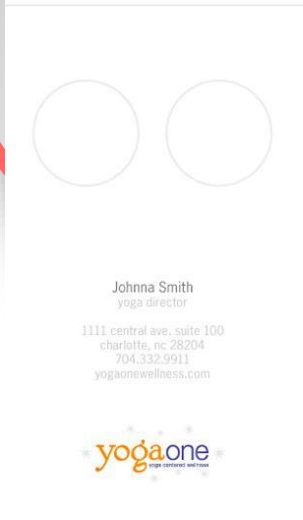 Johnna Smith
yoga director
1111 central ave. suite 100
charlotte, nc 28204
704.332.9911
yogaonewellness.com
yogaone
yoga centered wellness